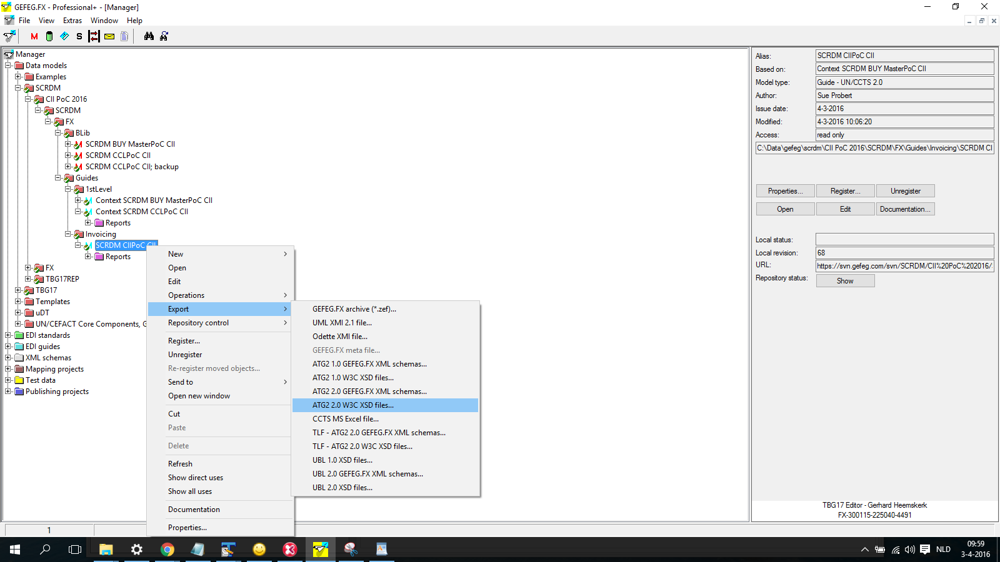 GEFEG.FX - Professional+ - [Manager]
File View Extras Window Help
M S
Manager
Data models
Examples
SCRDM
CII PoC 2016
SCRDM
FX
BLib
SCRDM BUY MasterPoC CII
SCRDM CCLPoC CII
SCRDM CCLPoC CII; backup
Guides
1stLevel
Context SCRDM BUY MasterPoC CII
Context SCRDM CCLPoC CII
Reports
Invoicing
SCRDM CIIPoC CII
Reports
FX
TBG17REP
TBG17
Templates
uDT
UN/CEFACT Core Components, G
EDI standards
EDI guides
XML schemas
Mapping projects
Test data
Publishing projects
New
Open
Edit
Operations
Export
Repository control
Register...
Unregister
Re-register moved objects...
Send to
Open new window
Cut
Paste
Delete
Refresh
Show direct uses
Show all uses
Documentation
Properties...
GEFEG.FX archive (*.zef)...
UML XMI 2.1 file...
Odette XMI file...
GEFEG.FX meta file...
ATG2 1.0 GEFEG.FX XML schemas...
ATG2 1.0 W3C XSD files...
ATG2 2.0 GEFEG.FX XML schemas...
ATG2 2.0 W3C XSD files...
CCTS MS Excel file...
TLF - ATG2 2.0 GEFEG.FX XML schemas...
TLF - ATG2 2.0 W3C XSD files...
UBL 1.0 XSD files...
UBL 2.0 GEFEG.FX XML schemas...
UBL 2.0 XSD files...
Alias: SCRDM CIIPoC CII
Based on: Context SCRDM BUY MasterPoC CII
Model type: Guide - UN/CCTS 2.0
Author: Sue Probert
Issue date: 4-3-2016
Modified: 4-3-2016 10:06:20
Access: read only
C:\Data\gefeg\scrdm\CII PoC 2016\SCRDM\FX\Guides\Invoicing\SCRDM CI
Properties... Register... Unregister
Open Edit Documentation...
Local status:
Local revision: 68
URL: https://svn.gefeg.com/svn/SCRDM/CII%20PoC%202016/
Repository status: Show
TBG17 Editor - Gerhard Heemskerk
FX-300115-225040-4491
1
NLD
09:59
3-4-2016